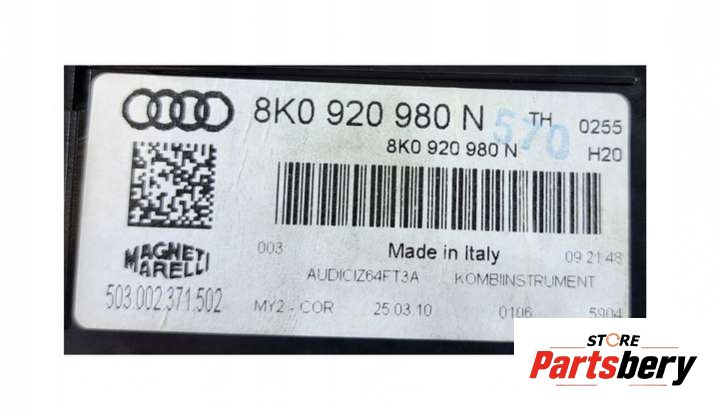 8K0 920 980 N 570 TH 0255
8K0 920 980 N H20
MAGNETI
MARELLI
003 Made in Italy 09:21:48
AUDICIZ64FT3A KOMBIINSTRUMENT
503.002.371.502
MY2 - COR 25.03.10 0106 5904
STORE
Partsbery